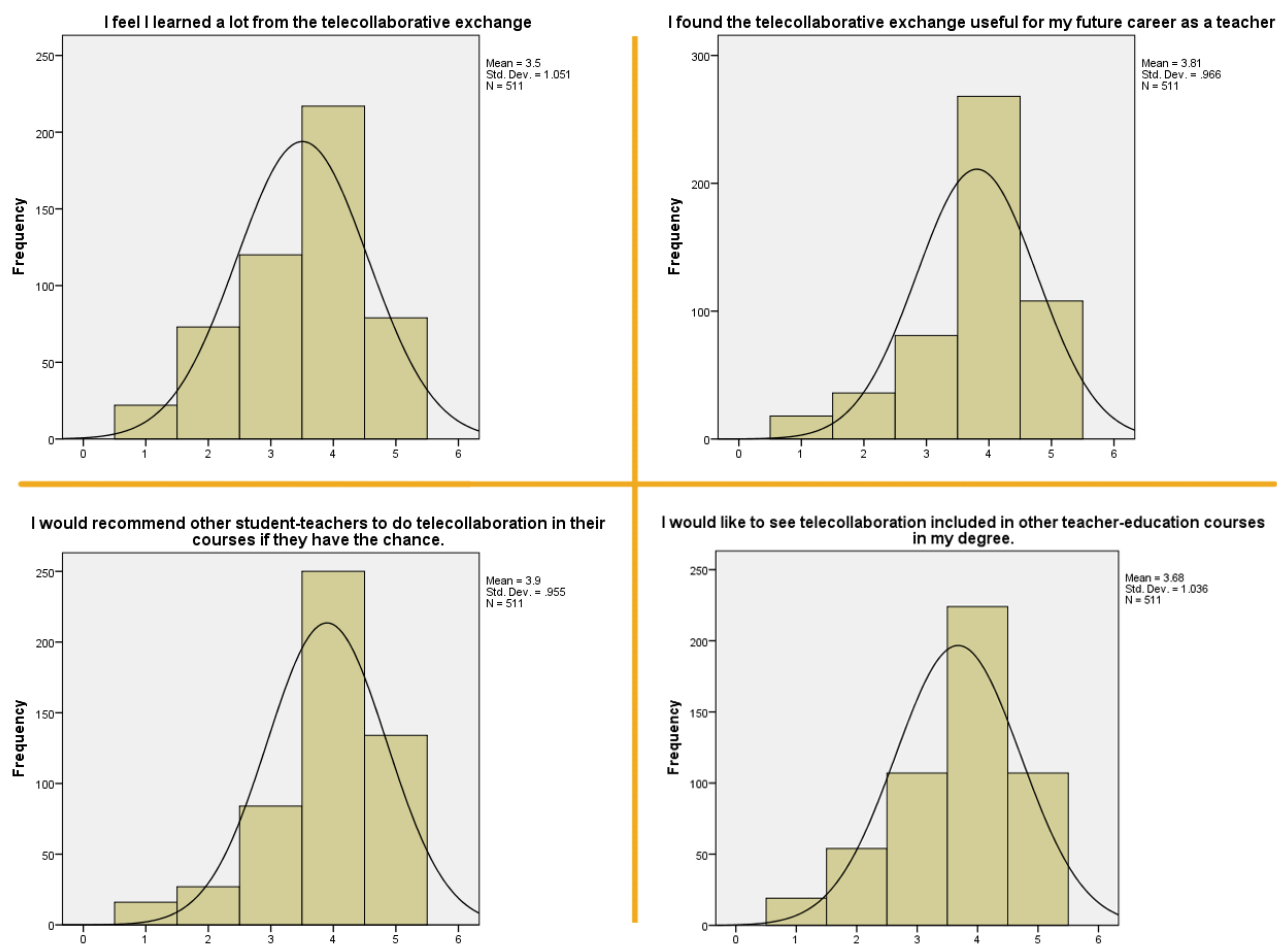 I feel I learned a lot from the telecollaborative exchange
Mean = 3.5
Std. Dev. = 1.051
N = 511
Frequency
250
200
150
100
50
0
0 1 2 3 4 5 6
I found the telecollaborative exchange useful for my future career as a teacher
Mean = 3.81
Std. Dev. = .966
N = 511
Frequency
300
200
100
0
0 1 2 3 4 5 6
I would recommend other student-teachers to do telecollaboration in their
courses if they have the chance.
Mean = 3.9
Std. Dev. = .955
N = 511
Frequency
250
200
150
100
50
0
0 1 2 3 4 5 6
I would like to see telecollaboration included in other teacher-education courses
in my degree.
Mean = 3.68
Std. Dev. = 1.036
N = 511
Frequency
250
200
150
100
50
0
0 1 2 3 4 5 6